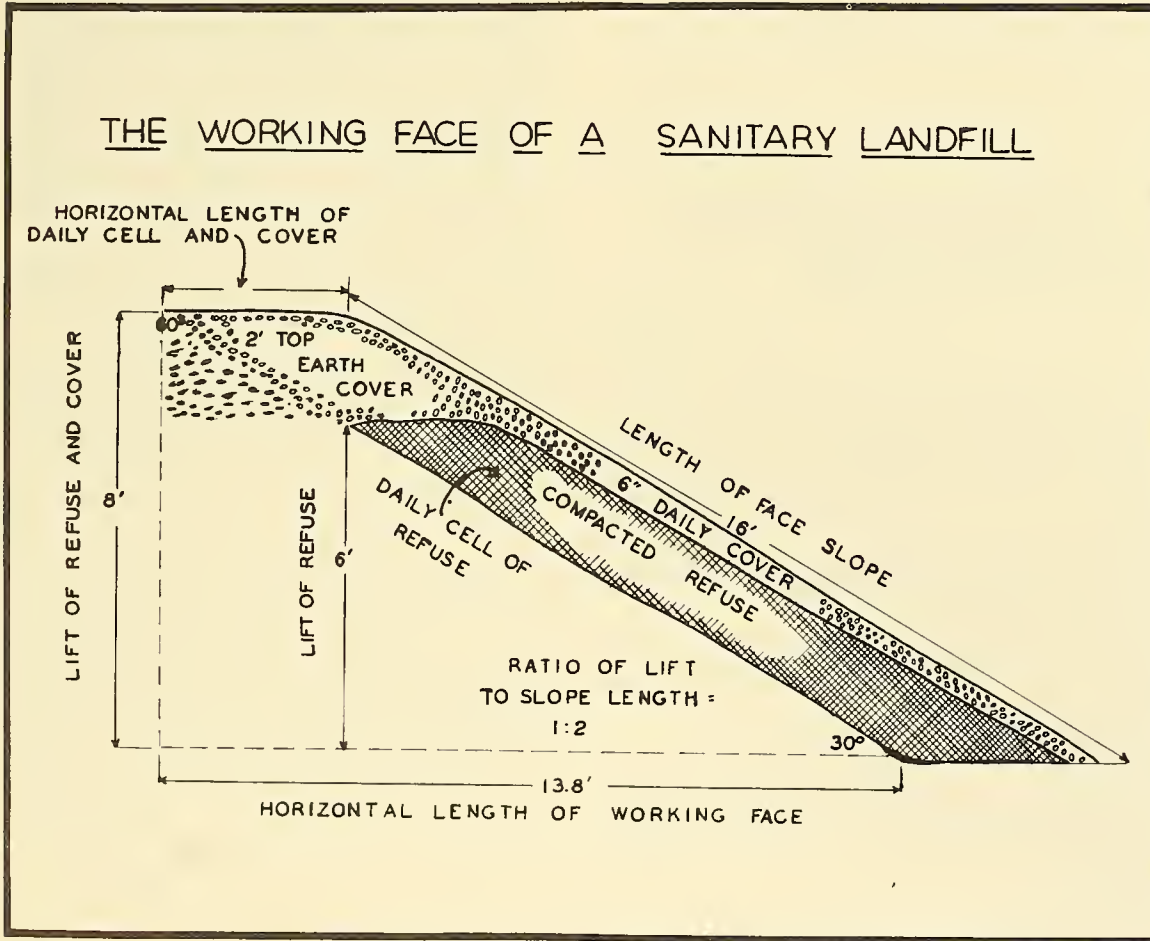 THE WORKING FACE OF A SANITARY LANDFILL
HORIZONTAL LENGTH OF
DAILY CELL AND COVER
2' TOP
EARTH
COVER
LIFT OF REFUSE AND COVER
8'
LIFT OF REFUSE
6'
LENGTH OF FACE SLOPE
16'
6" DAILY COVER
COMPACTED
REFUSE
DAILY CELL OF
REFUSE
RATIO OF LIFT
TO SLOPE LENGTH =
1:2
30°
13.8'
HORIZONTAL LENGTH OF WORKING FACE